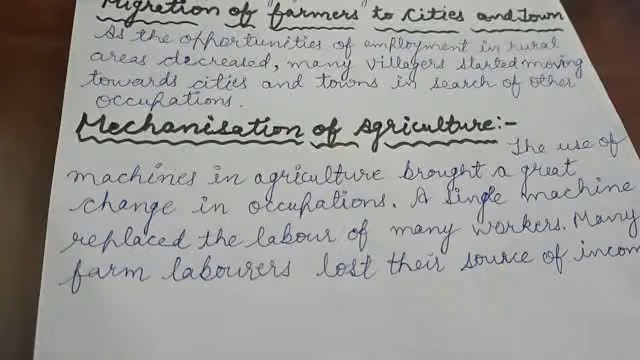 Migration of farmers to Cities and Town
As the opportunities of employment in rural
areas decreased, many villagers started moving
towards cities and towns in search of other
occupations.
Mechanisation of Agriculture:-
The use of
machines in agriculture brought a great
change in occupations. A single machine
replaced the labour of many workers. Many
farm labourers lost their source of incom